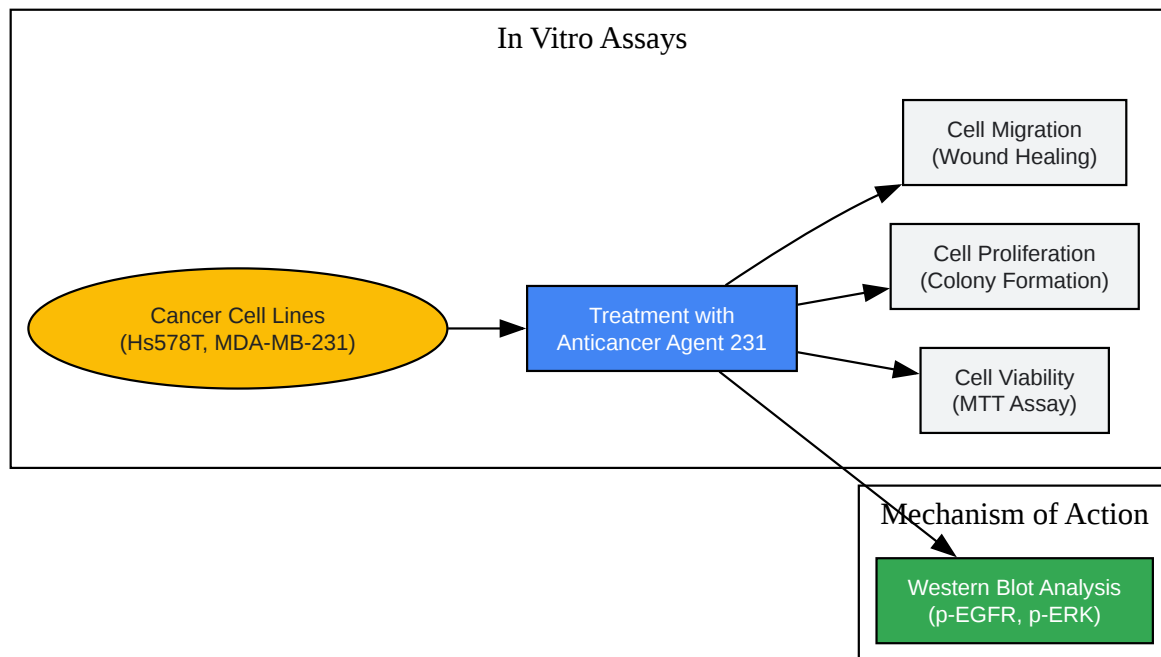 In Vitro Assays
Cell Migration
(Wound Healing)
Cell Proliferation
(Colony Formation)
Cancer Cell Lines
(Hs578T, MDA-MB-231)
Treatment with
Anticancer Agent 231
Cell Viability
(MTT Assay)
Mechanism of Action
Western Blot Analysis
(p-EGFR, p-ERK)